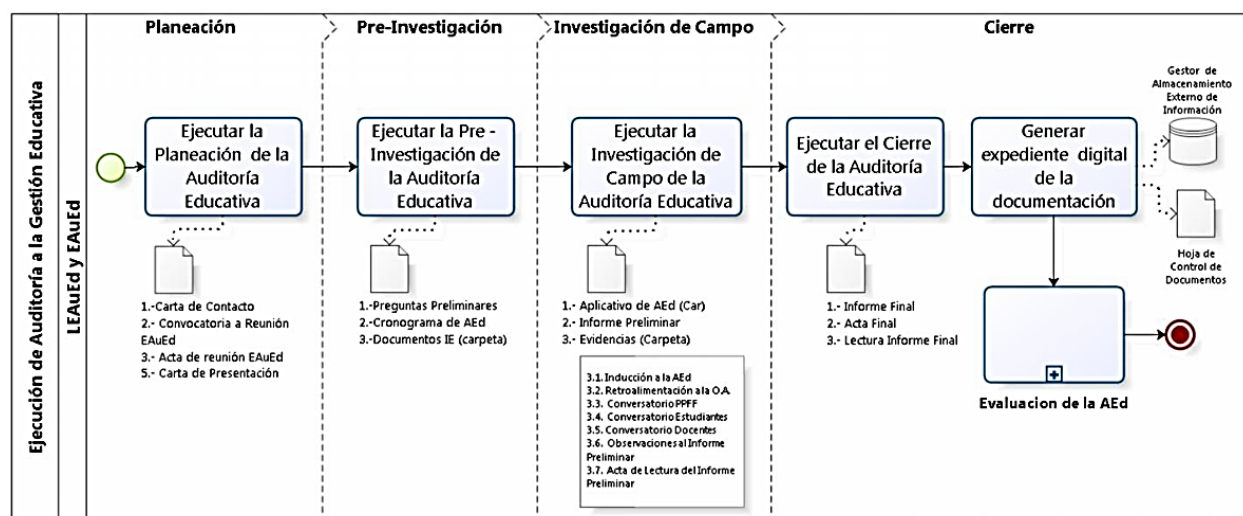 Ejecución de Auditoría a la Gestión Educativa
LEAuEd y EAuEd
Planeación
Pre-Investigación
Investigación de Campo
Cierre
Ejecutar la
Planeación de la
Auditoría
Educativa
1.-Carta de Contacto
2.- Convocatoria a Reunión
EAuEd
3.- Acta de reunión EAuEd
5.- Carta de Presentación
Ejecutar la Pre -
Investigación de
la Auditoría
Educativa
1.-Preguntas Preliminares
2.-Cronograma de AEd
3.-Documentos IE (carpeta)
Ejecutar la
Investigación de
Campo de la
Auditoría Educativa
1.- Aplicativo de AEd (Car)
2.- Informe Preliminar
3.- Evidencias (Carpeta)
3.1. Inducción a la AEd
3.2. Retroalimentación a la O.A.
3.3. Conversatorio PPFF
3.4. Conversatorio Estudiantes
3.5. Conversatorio Docentes
3.6. Observaciones al Informe
Preliminar
3.7. Acta de Lectura del Informe
Preliminar
Ejecutar el Cierre
de la Auditoría
Educativa
1.- Informe Final
2.- Acta Final
3.- Lectura Informe Final
Generar
expediente digital
de la
documentación
Gestor de
Almacenamiento
Externo de
Información
Hoja de
Control de
Documentos
Evaluacion de la AEd